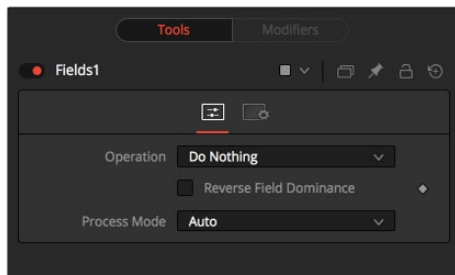 Tools Modifiers
Fields1
Operation Do Nothing
Reverse Field Dominance
Process Mode Auto